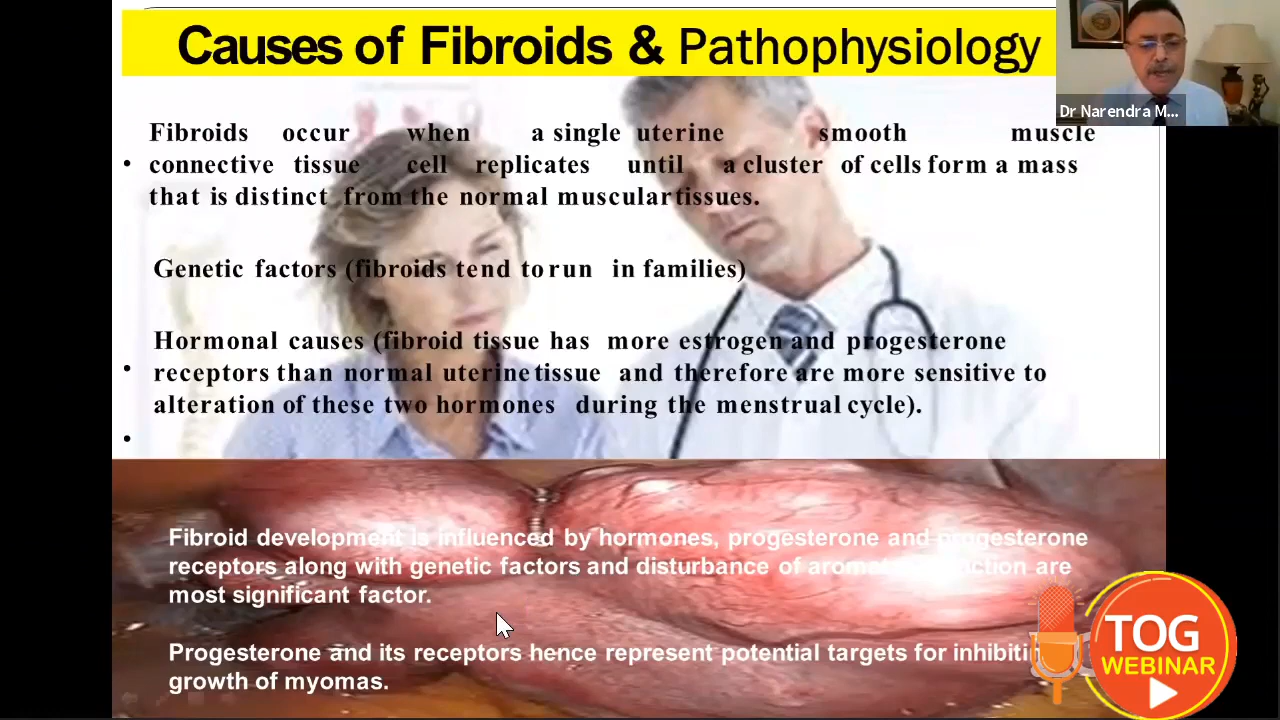 Causes of Fibroids & Pathophysiology
Dr Narendra M...
Fibroids occur when a single uterine smooth muscle
• connective tissue cell replicates until a cluster of cells form a mass
that is distinct from the normal muscular tissues.
Genetic factors (fibroids tend to run in families)
Hormonal causes (fibroid tissue has more estrogen and progesterone
• receptors than normal uterine tissue and therefore are more sensitive to
alteration of these two hormones during the menstrual cycle).
•
Fibroid development is influenced by hormones, progesterone and progesterone
receptors along with genetic factors and disturbance of are
most significant factor.
Progesterone and its receptors hence represent potential targets for
growth of myomas.
TOG
WEBINAR